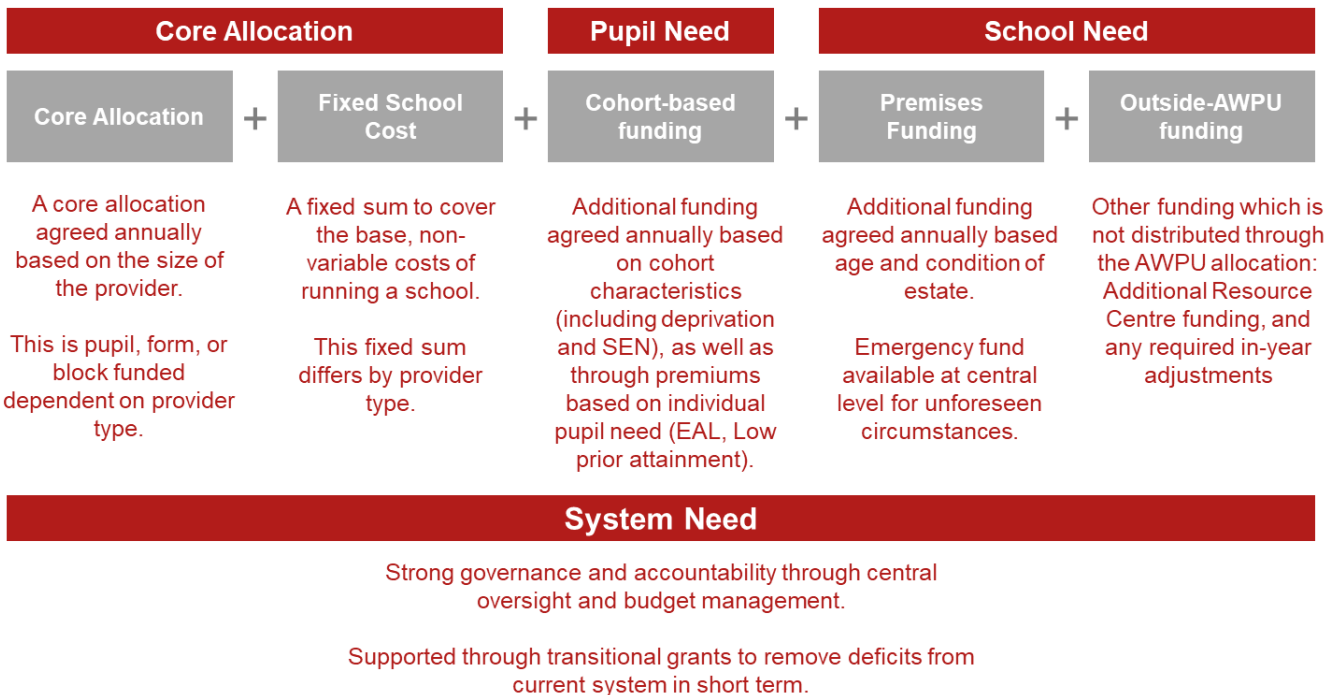 Core Allocation
Pupil Need
School Need
Core Allocation
+
Fixed School
Cost
+
Cohort-based
funding
+
Premises
Funding
+
Outside-AWPU
funding
A core allocation
agreed annually
based on the size of
the provider.
This is pupil, form, or
block funded
dependent on provider
type.
A fixed sum to cover
the base, non-
variable costs of
running a school.
This fixed sum
differs by provider
type.
Additional funding
agreed annually based
on cohort
characteristics
(including deprivation
and SEN), as well as
through premiums
based on individual
pupil need (EAL, Low
prior attainment).
Additional funding
agreed annually based
age and condition of
estate.
Emergency fund
available at central
level for unforeseen
circumstances.
Other funding which is
not distributed through
the AWPU allocation:
Additional Resource
Centre funding, and
any required in-year
adjustments
System Need
Strong governance and accountability through central
oversight and budget management.
Supported through transitional grants to remove deficits from
current system in short term.